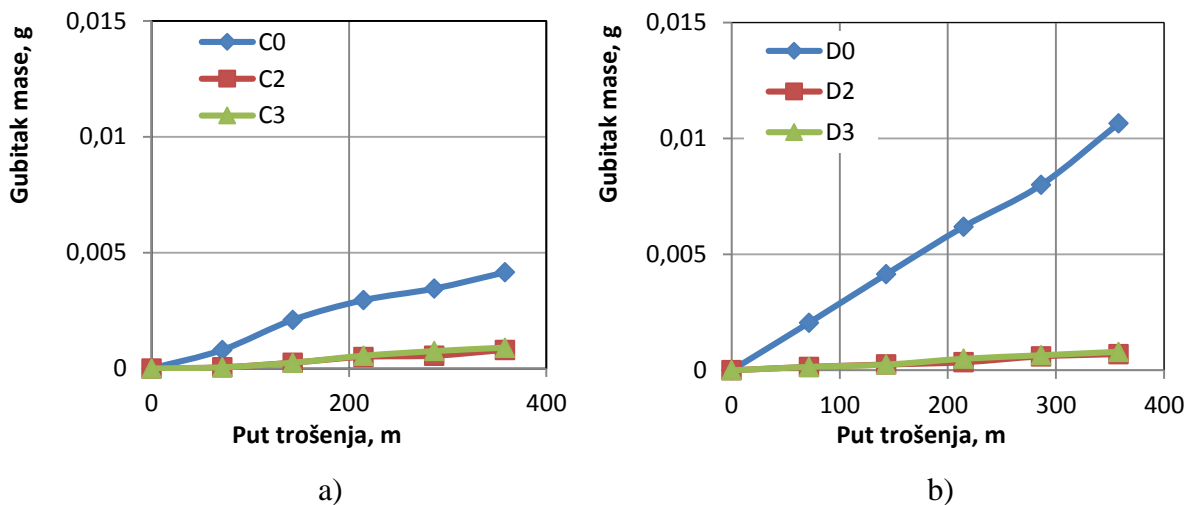 Gubitak mase, g
0,015
0,01
0,005
0
C0
C2
C3
0
200
400
Put trošenja, m
a)
Gubitak mase, g
0,015
0,01
0,005
0
D0
D2
D3
0
100
200
300
400
Put trošenja, m
b)